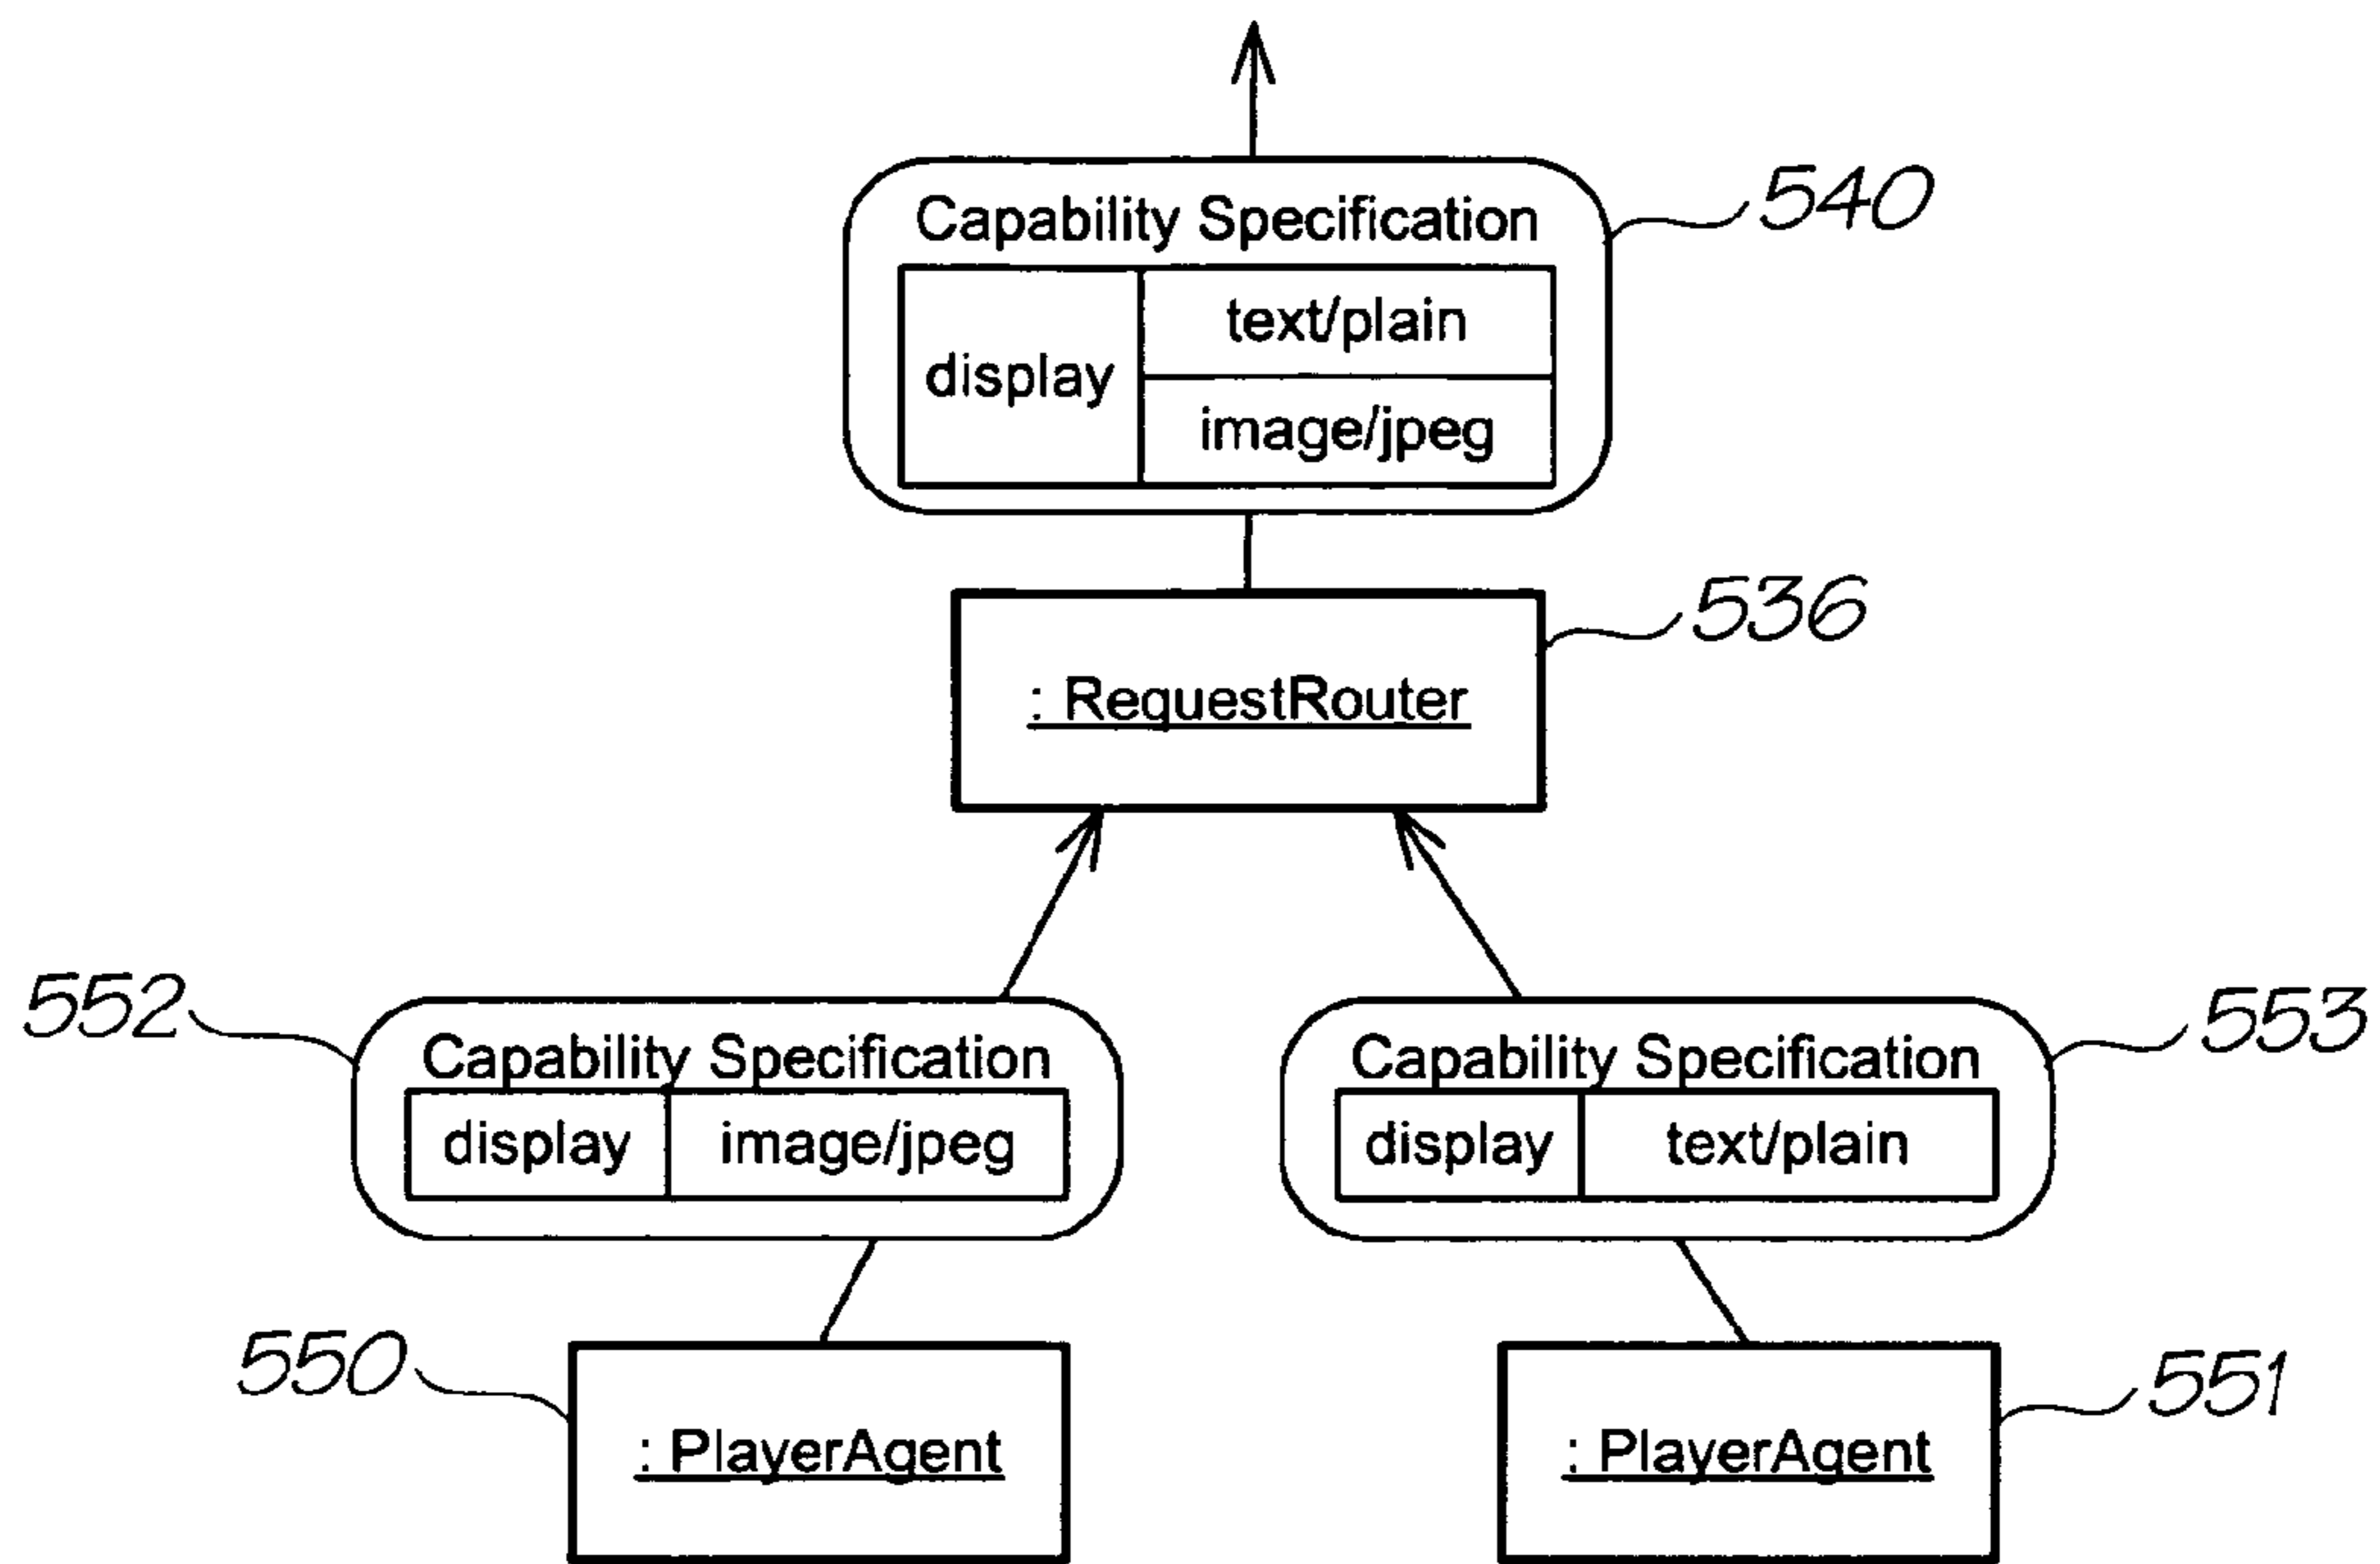 Capability Specification
540
text/plain
display
image/jpeg
536
: RequestRouter
552
553
Capability Specification
Capability Specification
display image/jpeg
display text/plain
550
551
: PlayerAgent
: PlayerAgent